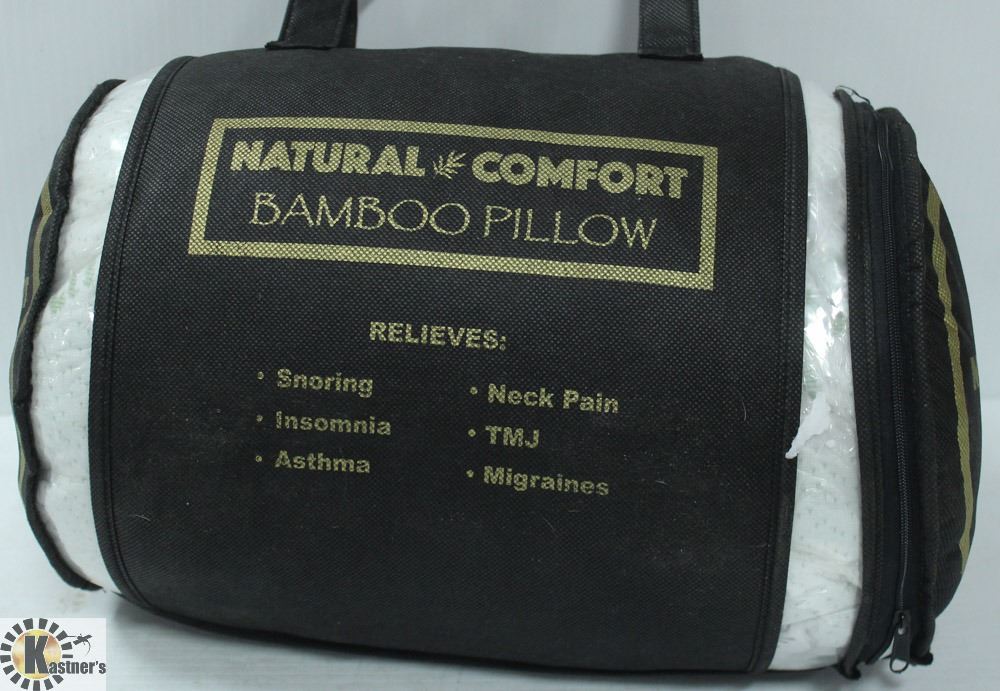 NATURAL COMFORT
BAMBOO PILLOW
RELIEVES:
• Snoring
• Insomnia
• Asthma
• Neck Pain
• TMJ
• Migraines
Kastner's